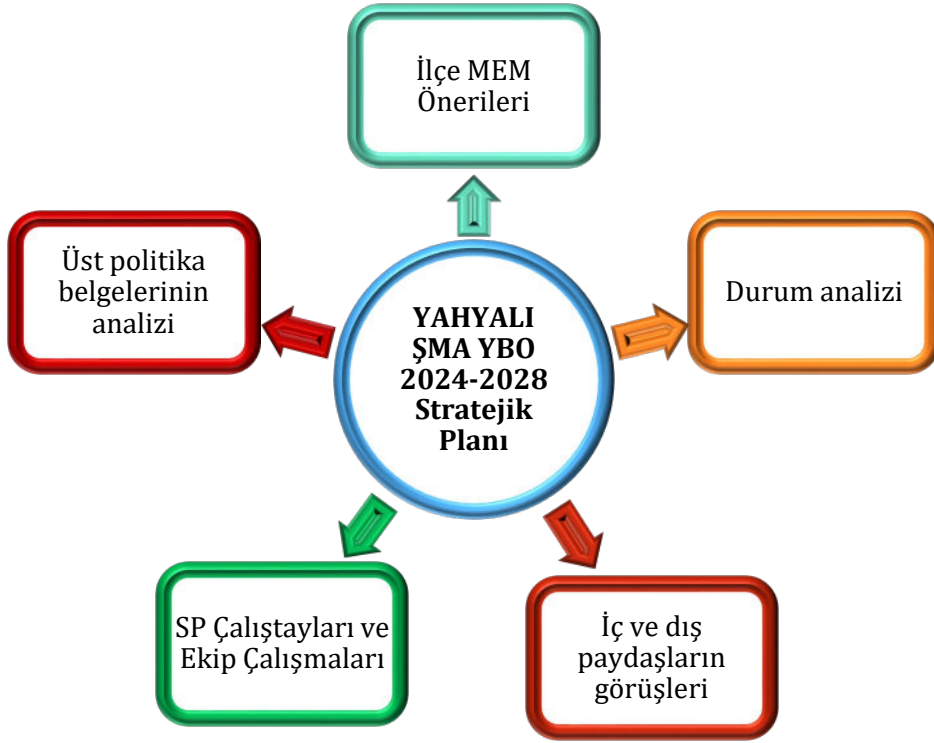 İlçe MEM
Önerileri
Üst politika
belgelerinin
analizi
Durum analizi
YAHYALI
ŞMA YBO
2024-2028
Stratejik
Planı
SP Çalıştayları ve
Ekip Çalışmaları
İç ve dış
paydaşların
görüşleri